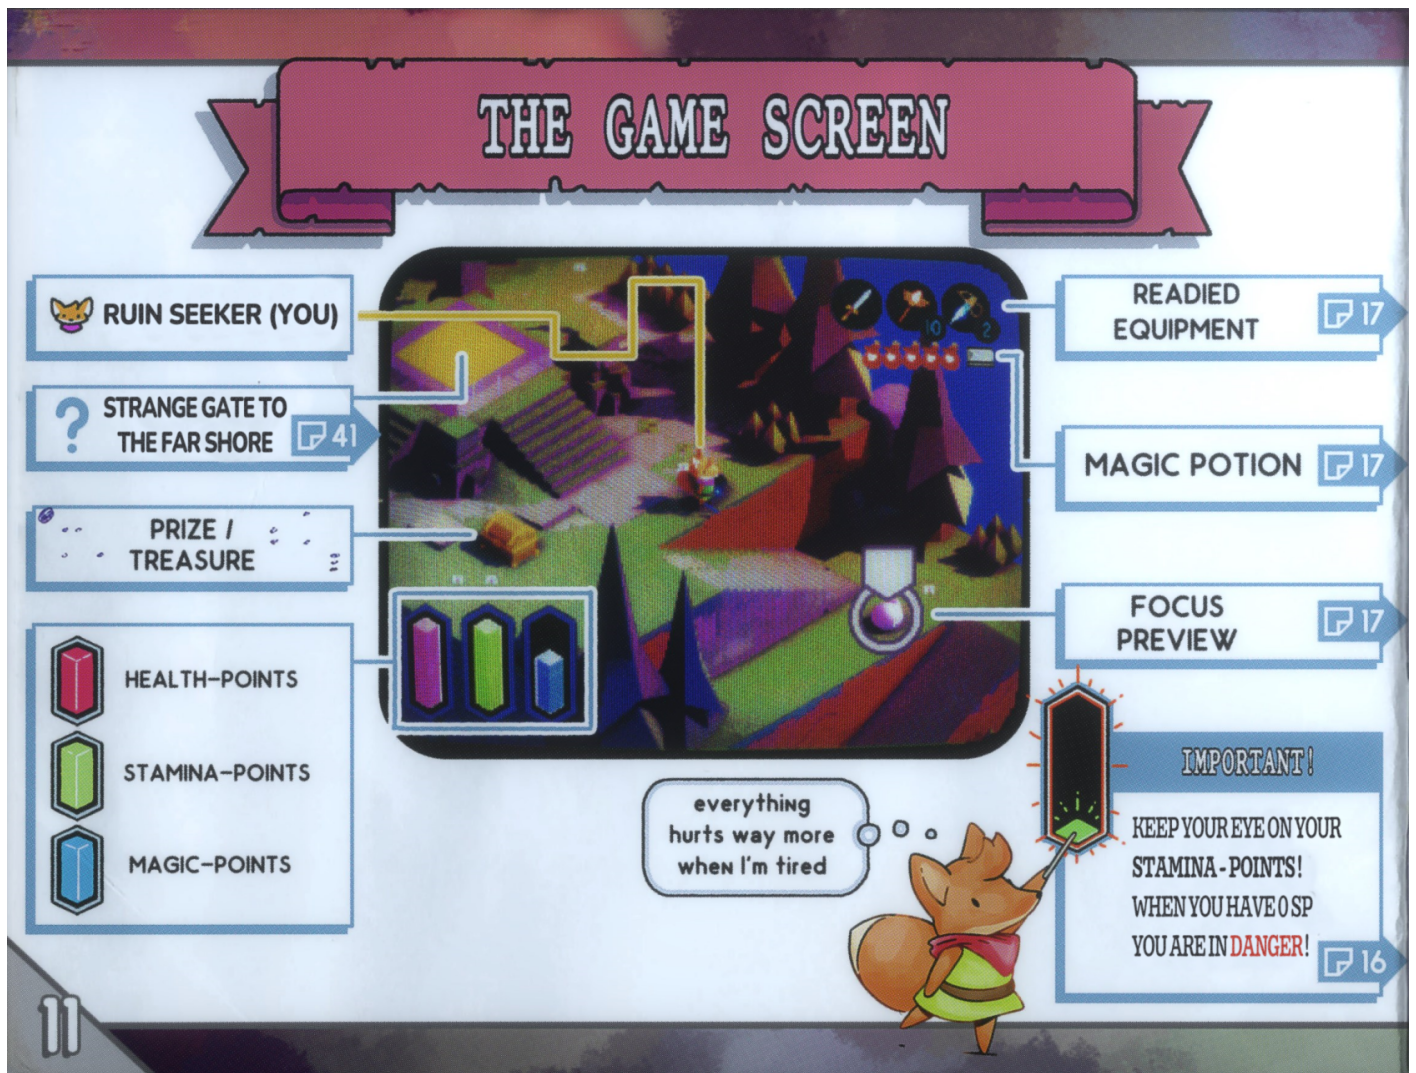 THE GAME SCREEN
RUIN SEEKER (YOU)
STRANGE GATE TO
THE FAR SHORE
41
PRIZE /
TREASURE
HEALTH-POINTS
STAMINA-POINTS
MAGIC-POINTS
10
2
READIED
EQUIPMENT
17
MAGIC POTION
17
FOCUS
PREVIEW
17
everything
hurts way more
when I'm tired
IMPORTANT!
KEEP YOUR EYE ON YOUR
STAMINA-POINTS!
WHEN YOU HAVE 0 SP
YOU ARE IN DANGER!
16
11